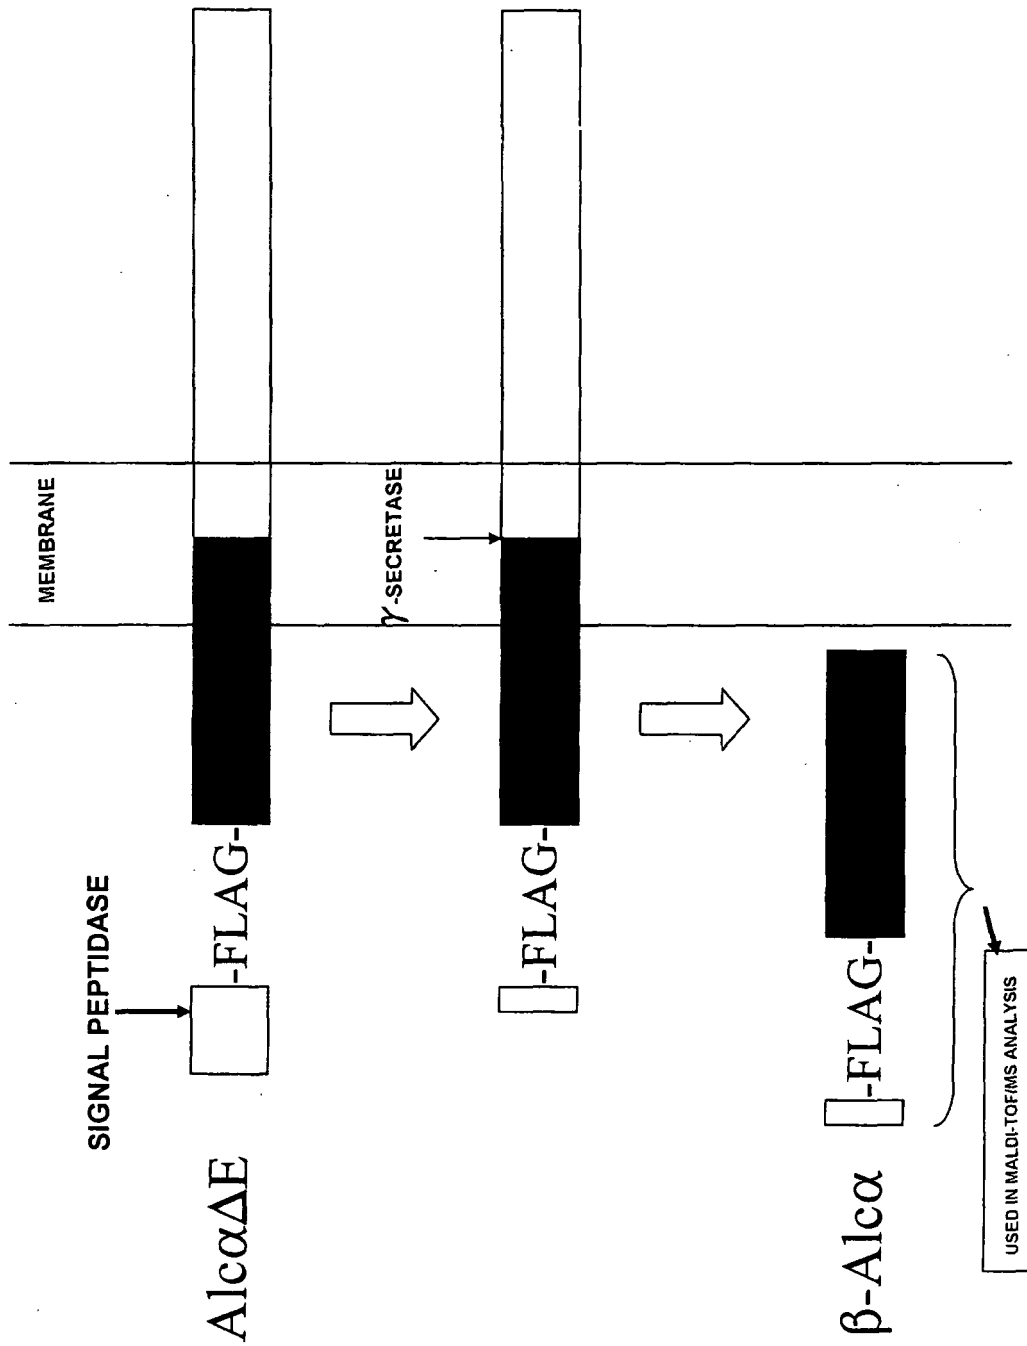 MEMBRANE
SIGNAL PEPTIDASE
AlcαΔE
-FLAG-
γ-SECRETASE
-FLAG-
β-Alcα
-FLAG-
USED IN MALDI-TOF/MS ANALYSIS